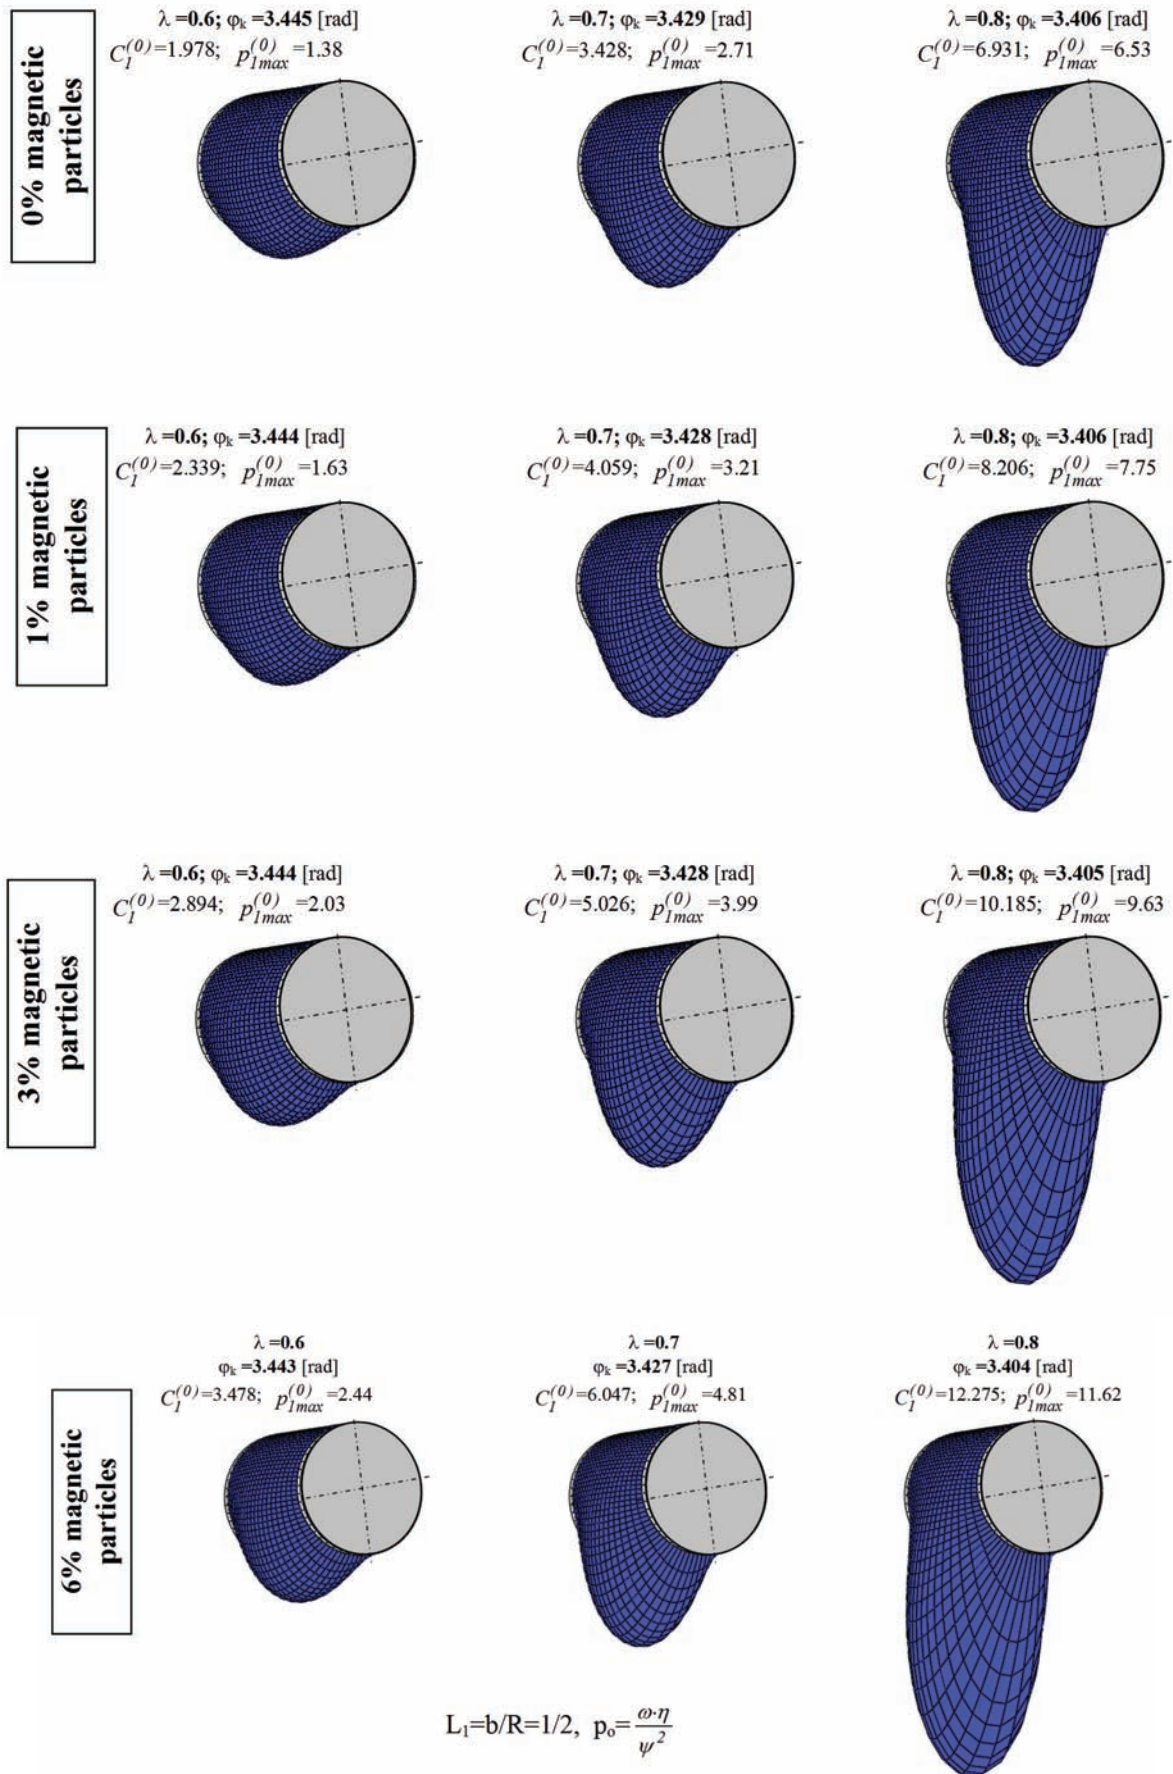 0% magnetic
particles
λ =0.6; φk =3.445 [rad]
C1(0)=1.978; p1max(0)=1.38
λ =0.7; φk =3.429 [rad]
C1(0)=3.428; p1max(0)=2.71
λ =0.8; φk =3.406 [rad]
C1(0)=6.931; p1max(0)=6.53
1% magnetic
particles
λ =0.6; φk =3.444 [rad]
C1(0)=2.339; p1max(0)=1.63
λ =0.7; φk =3.428 [rad]
C1(0)=4.059; p1max(0)=3.21
λ =0.8; φk =3.406 [rad]
C1(0)=8.206; p1max(0)=7.75
3% magnetic
particles
λ =0.6; φk =3.444 [rad]
C1(0)=2.894; p1max(0)=2.03
λ =0.7; φk =3.428 [rad]
C1(0)=5.026; p1max(0)=3.99
λ =0.8; φk =3.405 [rad]
C1(0)=10.185; p1max(0)=9.63
6% magnetic
particles
λ =0.6
φk =3.443 [rad]
C1(0)=3.478; p1max(0)=2.44
λ =0.7
φk =3.427 [rad]
C1(0)=6.047; p1max(0)=4.81
λ =0.8
φk =3.404 [rad]
C1(0)=12.275; p1max(0)=11.62
L1=b/R=1/2, po=ω·η/ψ²